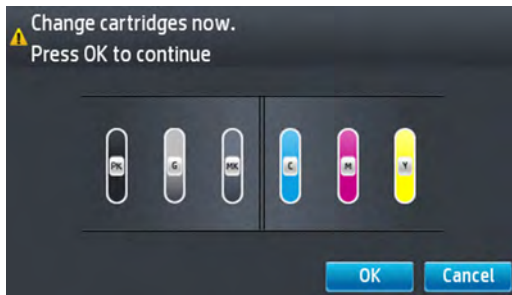 Change cartridges now.
Press OK to continue
PK G MK C M Y
OK Cancel